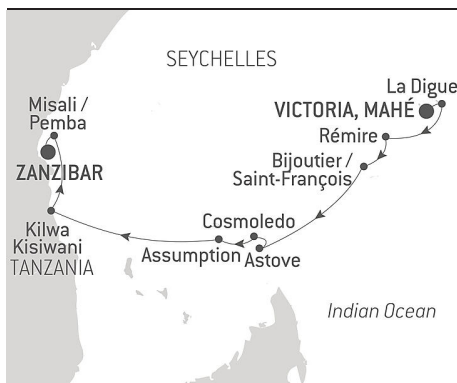 SEYCHELLES
La Digue
VICTORIA, MAHÉ
Misali /
Pemba
Rémire
Bijoutier /
Saint-François
ZANZIBAR
Cosmoledo
Kilwa
Kisiwani
TANZANIA
Assumption
Astove
Indian Ocean